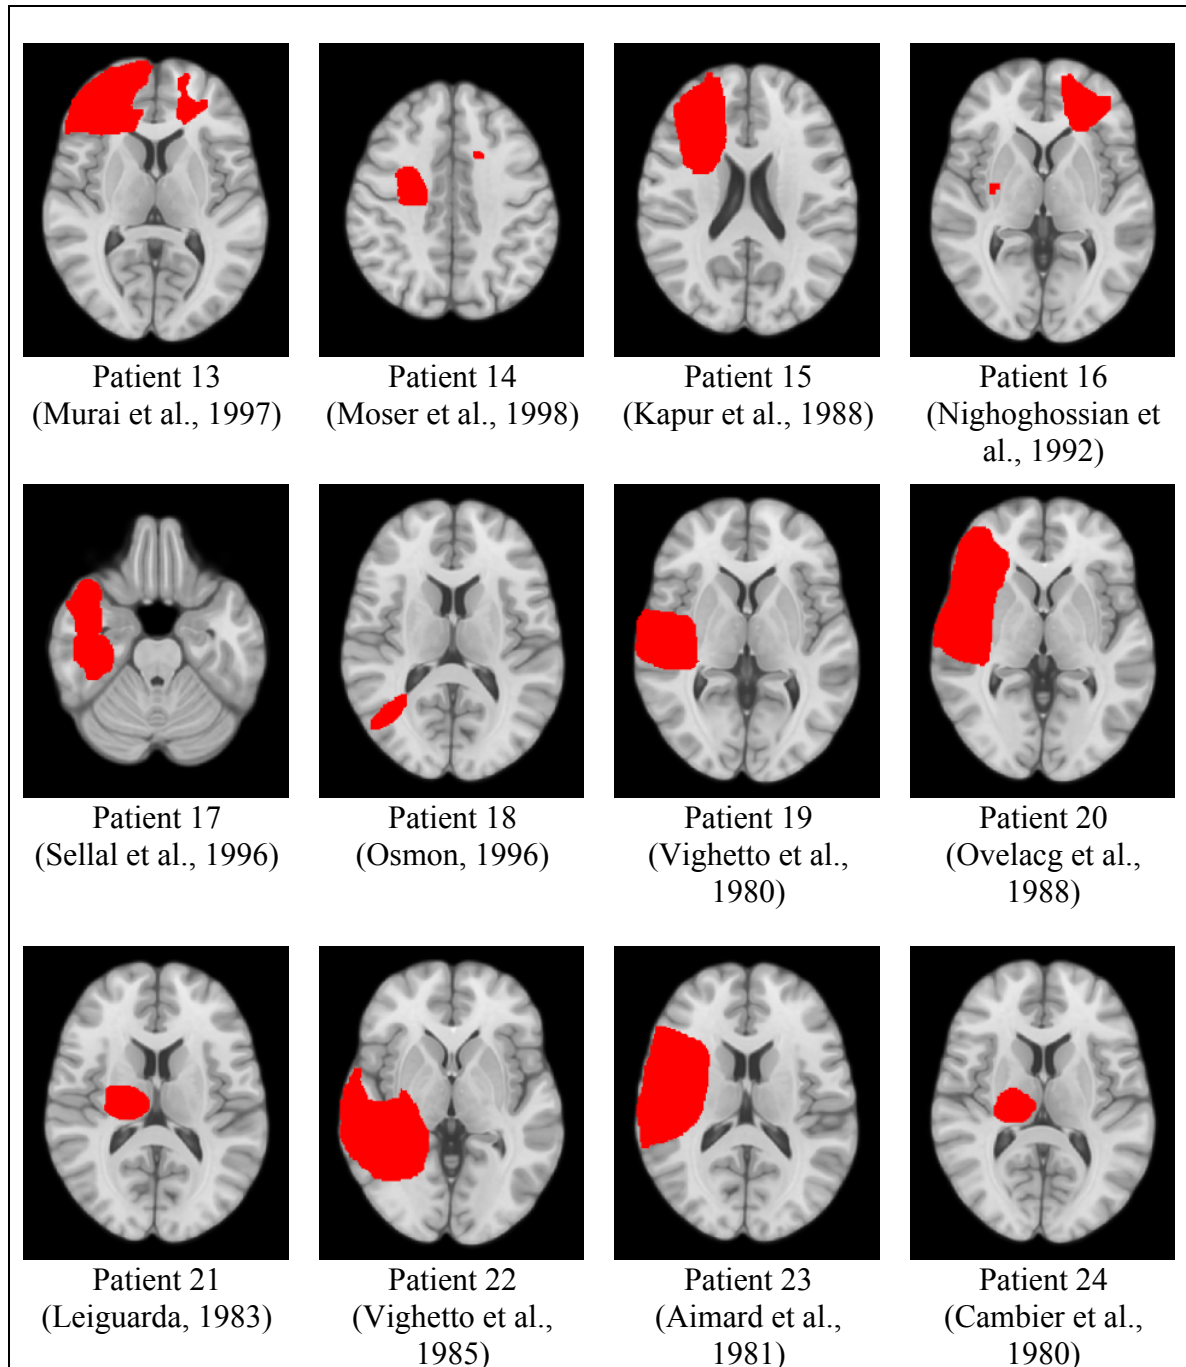 Patient 13
(Murai et al., 1997)
Patient 14
(Moser et al., 1998)
Patient 15
(Kapur et al., 1988)
Patient 16
(Nighoghossian et
al., 1992)
Patient 17
(Sellal et al., 1996)
Patient 18
(Osmon, 1996)
Patient 19
(Vighetto et al.,
1980)
Patient 20
(Ovelacg et al.,
1988)
Patient 21
(Leiguarda, 1983)
Patient 22
(Vighetto et al.,
1985)
Patient 23
(Aimard et al.,
1981)
Patient 24
(Cambier et al.,
1980)